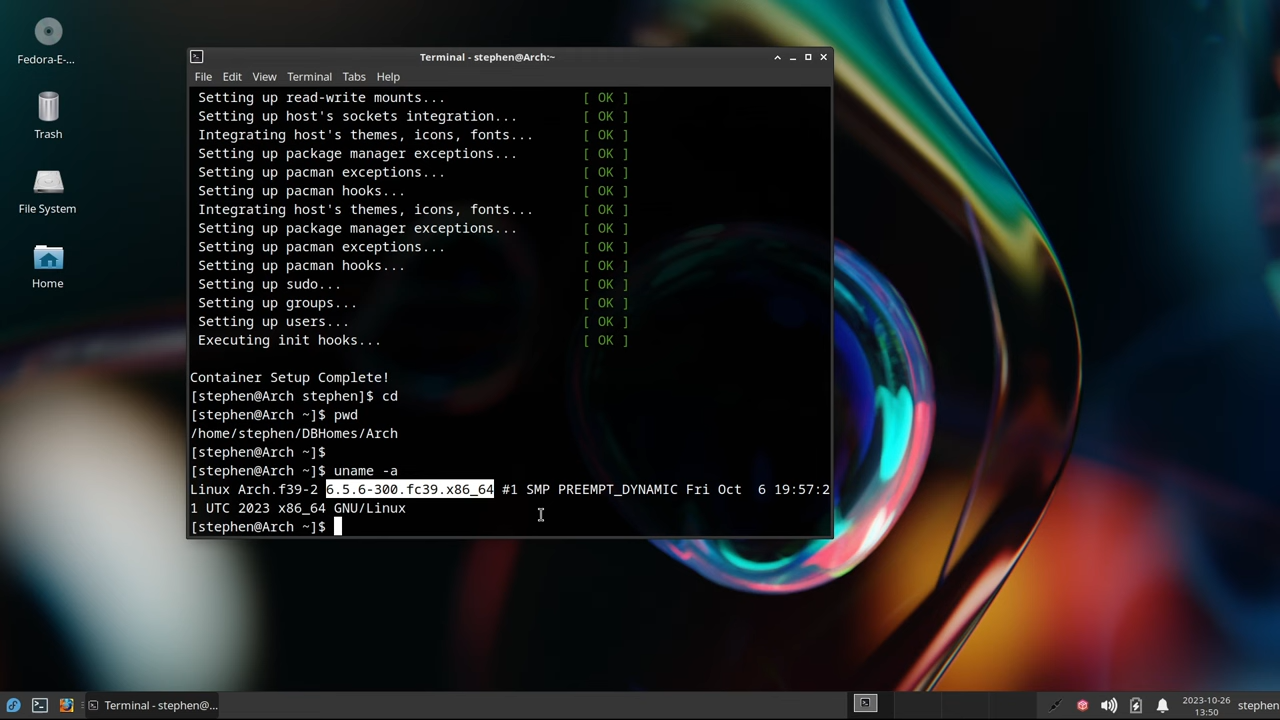 Fedora-E-...
Trash
File System
Home
Terminal - stephen@Arch:~
File Edit View Terminal Tabs Help
Setting up read-write mounts... [ OK ]
Setting up host's sockets integration... [ OK ]
Integrating host's themes, icons, fonts... [ OK ]
Setting up package manager exceptions... [ OK ]
Setting up pacman exceptions... [ OK ]
Setting up pacman hooks... [ OK ]
Integrating host's themes, icons, fonts... [ OK ]
Setting up package manager exceptions... [ OK ]
Setting up pacman exceptions... [ OK ]
Setting up pacman hooks... [ OK ]
Setting up sudo... [ OK ]
Setting up groups... [ OK ]
Setting up users... [ OK ]
Executing init hooks... [ OK ]
Container Setup Complete!
[stephen@Arch stephen]$ cd
[stephen@Arch ~]$ pwd
/home/stephen/DBHomes/Arch
[stephen@Arch ~]$
[stephen@Arch ~]$ uname -a
Linux Arch.f39-2 6.5.6-300.fc39.x86_64 #1 SMP PREEMPT_DYNAMIC Fri Oct  6 19:57:2
1 UTC 2023 x86_64 GNU/Linux
[stephen@Arch ~]$
Terminal - stephen@...
2023-10-26
13:50
stephen